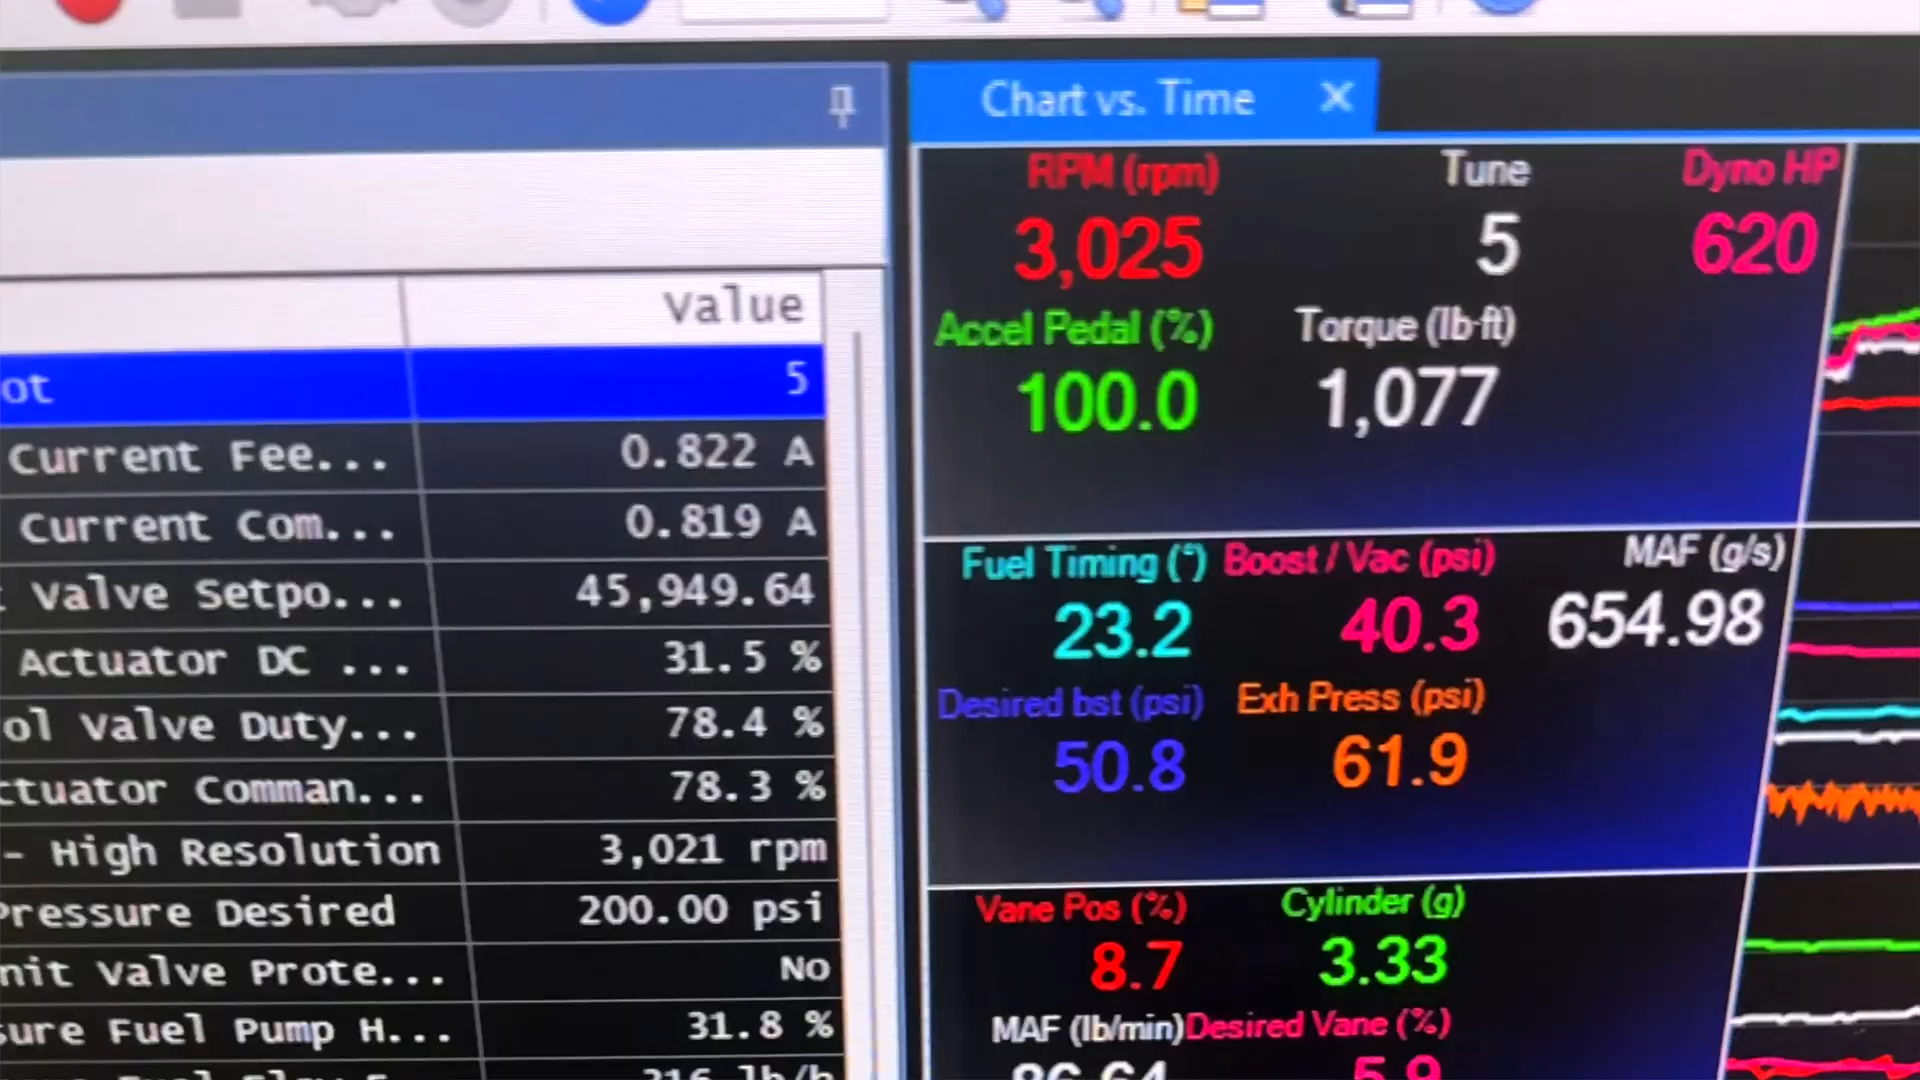 Chart vs. Time
Value
ot 5
Current Fee... 0.822 A
Current Com... 0.819 A
Valve Setpo... 45,949.64
Actuator DC ... 31.5 %
ol Valve Duty... 78.4 %
ctuator Comman... 78.3 %
- High Resolution 3,021 rpm
Pressure Desired 200.00 psi
nit Valve Prote... No
sure Fuel Pump H... 31.8 %
RPM (rpm) Tune Dyno HP
3,025 5 620
Accel Pedal (%) Torque (lb·ft)
100.0 1,077
Fuel Timing (°) Boost / Vac (psi) MAF (g/s)
23.2 40.3 654.98
Desired bst (psi) Exh Press (psi)
50.8 61.9
Vane Pos (%) Cylinder (g)
8.7 3.33
MAF (lb/min) Desired Vane (%)
86.64 5.9